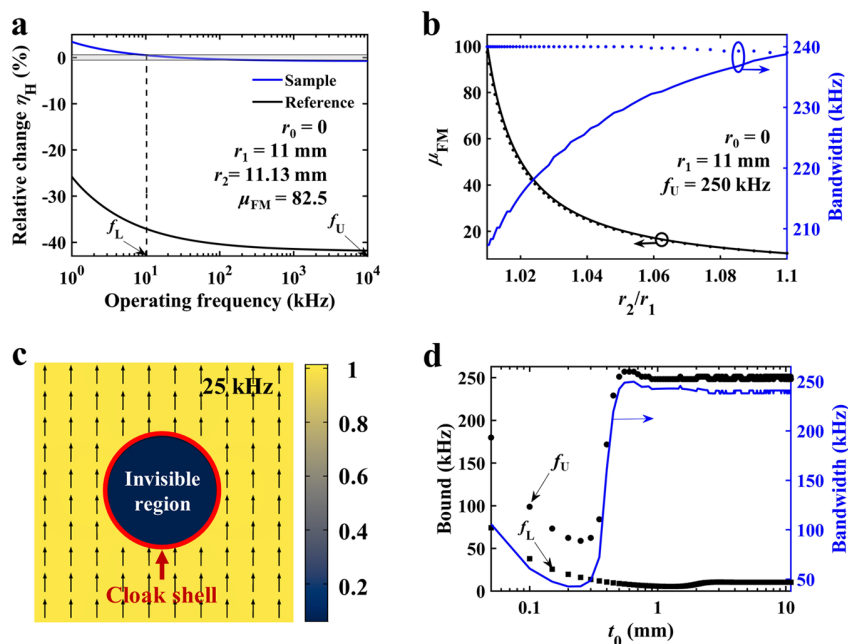 a
Relative change ηH (%)
0
-10
-20
-30
-40
Sample
Reference
r0 = 0
r1 = 11 mm
r2= 11.13 mm
μFM = 82.5
fL
fU
10^0
10^1
10^2
10^3
10^4
Operating frequency (kHz)
b
μFM
100
80
60
40
20
240
230
220
210
Bandwidth (kHz)
r0 = 0
r1 = 11 mm
fU = 250 kHz
1.02
1.04
1.06
1.08
1.1
r2/r1
c
25 kHz
Invisible
region
Cloak shell
1
0.8
0.6
0.4
0.2
d
Bound (kHz)
250
200
150
100
50
0
fU
fL
250
200
150
100
50
Bandwidth (kHz)
0.1
1
10
t0 (mm)